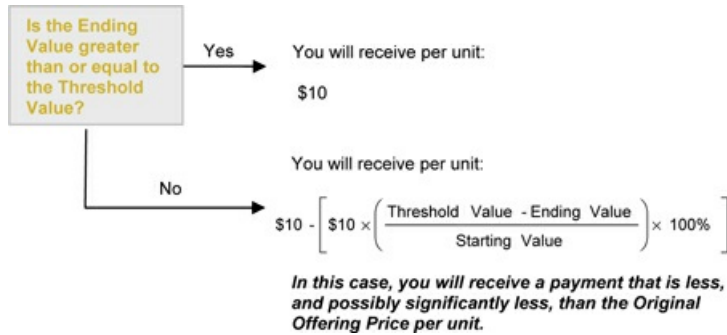 Is the Ending
Value greater
than or equal to
the Threshold
Value?
Yes
You will receive per unit:
$10
No
You will receive per unit:
$10 - [ $10 × ( Threshold Value - Ending Value / Starting Value ) × 100% ]
In this case, you will receive a payment that is less,
and possibly significantly less, than the Original
Offering Price per unit.